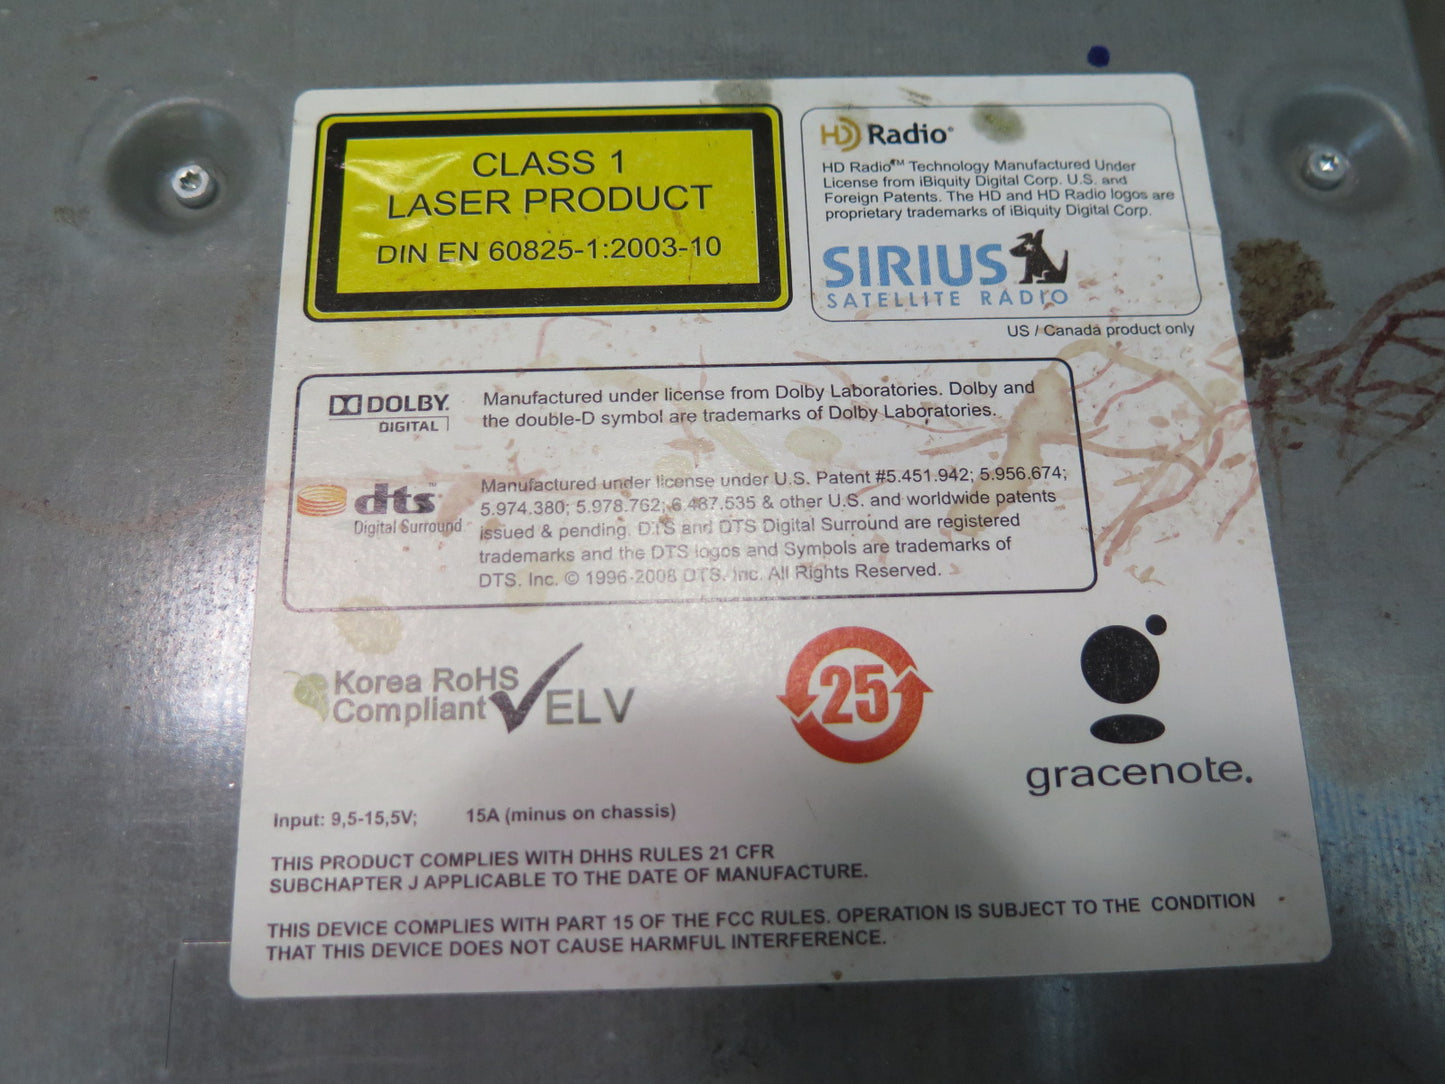 CLASS 1
LASER PRODUCT
DIN EN 60825-1:2003-10
HD Radio®
HD Radio™ Technology Manufactured Under
License from iBiquity Digital Corp. U.S. and
Foreign Patents. The HD and HD Radio logos are
proprietary trademarks of iBiquity Digital Corp.
SIRIUS
SATELLITE RADIO
US / Canada product only
DOLBY
DIGITAL
Manufactured under license from Dolby Laboratories. Dolby and
the double-D symbol are trademarks of Dolby Laboratories.
dts™
Digital Surround
Manufactured under license under U.S. Patent #5.451.942; 5.956.674;
5.974.380; 5.978.762; 6.487.535 & other U.S. and worldwide patents
issued & pending. DTS and DTS Digital Surround are registered
trademarks and the DTS logos and Symbols are trademarks of
DTS. Inc. © 1996-2008 DTS. Inc. All Rights Reserved.
Korea RoHS
Compliant
ELV
25
gracenote.
Input: 9,5-15,5V; 15A (minus on chassis)
THIS PRODUCT COMPLIES WITH DHHS RULES 21 CFR
SUBCHAPTER J APPLICABLE TO THE DATE OF MANUFACTURE.
THIS DEVICE COMPLIES WITH PART 15 OF THE FCC RULES. OPERATION IS SUBJECT TO THE CONDITION
THAT THIS DEVICE DOES NOT CAUSE HARMFUL INTERFERENCE.